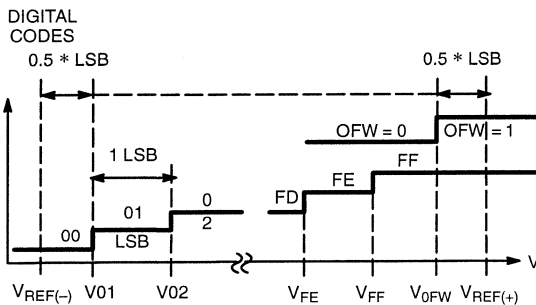 DIGITAL
CODES
0.5 * LSB
0.5 * LSB
OFW = 0
OFW = 1
1 LSB
FF
0
FE
FD
01
2
00
LSB
V
VREF(–)
V01
V02
VFE
VFF
V0FW
VREF(+)